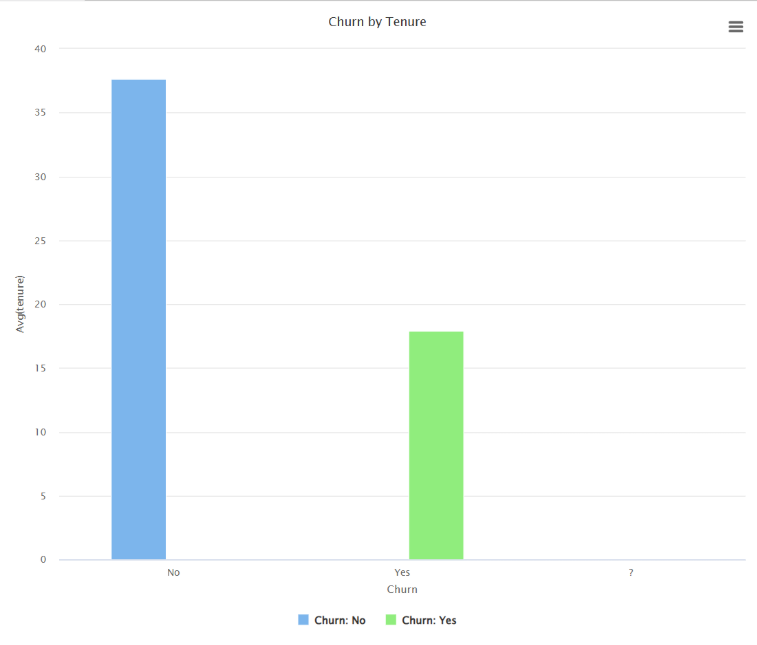 Churn by Tenure
40
35
30
25
20
15
10
5
0
Avg(tenure)
No Yes ?
Churn
Churn: No Churn: Yes